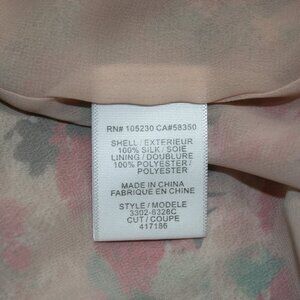 RN# 105230 CA#58350
SHELL / EXTERIEUR
100% SILK / SOIE
LINING / DOUBLURE
100% POLYESTER /
POLYESTER
MADE IN CHINA
FABRIQUE EN CHINE
STYLE / MODELE
3302-8328C
CUT / COUPE
417186